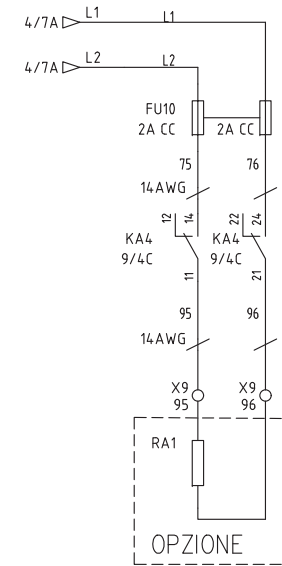 L1 L1
4/7A
L2 L2
4/7A
FU10
2A CC 2A CC
75 76
14AWG
12 14 22 24
KA4 KA4
9/4C 9/4C
11 21
95 96
14AWG
X9 X9
95 96
RA1
OPZIONE